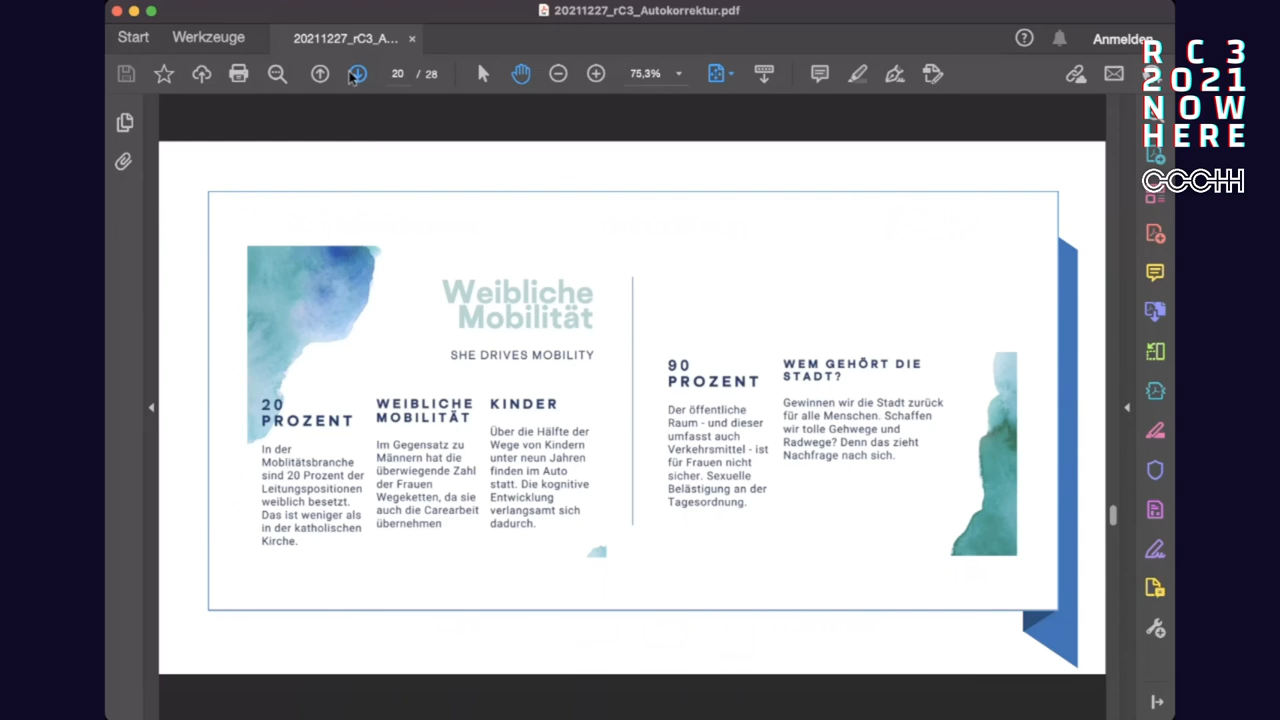 20211227_rC3_Autokorrektur.pdf
Start
Werkzeuge
20211227_rC3_A... ×
Anmelden
20 / 28
75,3%
R C 3
2021
NOW
HERE
CCCHH
Weibliche
Mobilität
SHE DRIVES MOBILITY
20
PROZENT
In der
Moblitätsbranche
sind 20 Prozent der
Leitungspositionen
weiblich besetzt.
Das ist weniger als
in der katholischen
Kirche.
WEIBLICHE
MOBILITÄT
Im Gegensatz zu
Männern hat die
überwiegende Zahl
der Frauen
Wegeketten, da sie
auch die Carearbeit
übernehmen
KINDER
Über die Hälfte der
Wege von Kindern
unter neun Jahren
finden im Auto
statt. Die kognitive
Entwicklung
verlangsamt sich
dadurch.
90
PROZENT
Der öffentliche
Raum - und dieser
umfasst auch
Verkehrsmittel - ist
für Frauen nicht
sicher. Sexuelle
Belästigung an der
Tagesordnung.
WEM GEHÖRT DIE
STADT?
Gewinnen wir die Stadt zurück
für alle Menschen. Schaffen
wir tolle Gehwege und
Radwege? Denn das zieht
Nachfrage nach sich.